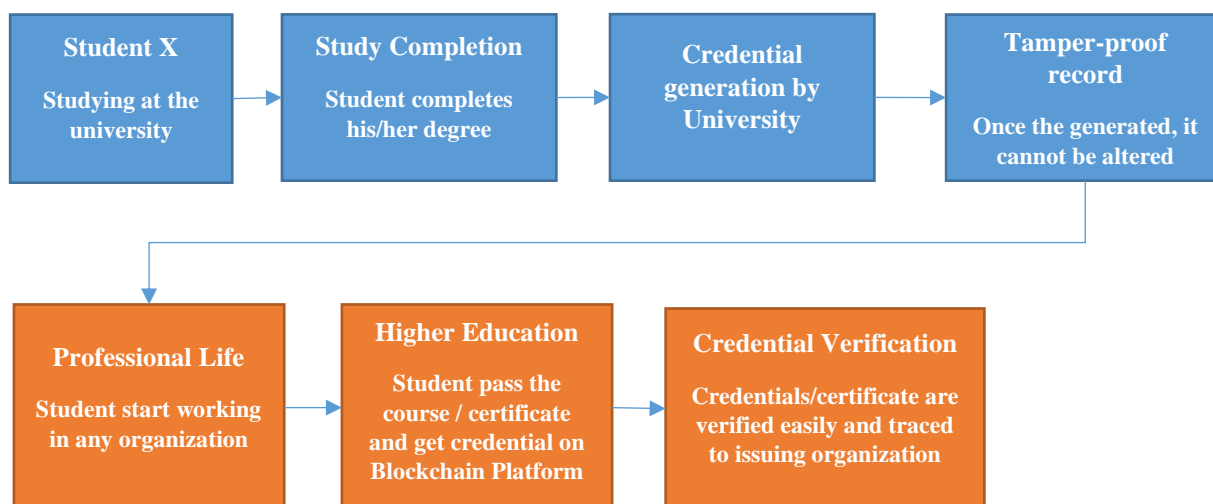 Student X
Studying at the
university
Study Completion
Student completes
his/her degree
Credential
generation by
University
Tamper-proof
record
Once the generated, it
cannot be altered
Professional Life
Student start working
in any organization
Higher Education
Student pass the
course / certificate
and get credential on
Blockchain Platform
Credential Verification
Credentials/certificate are
verified easily and traced
to issuing organization